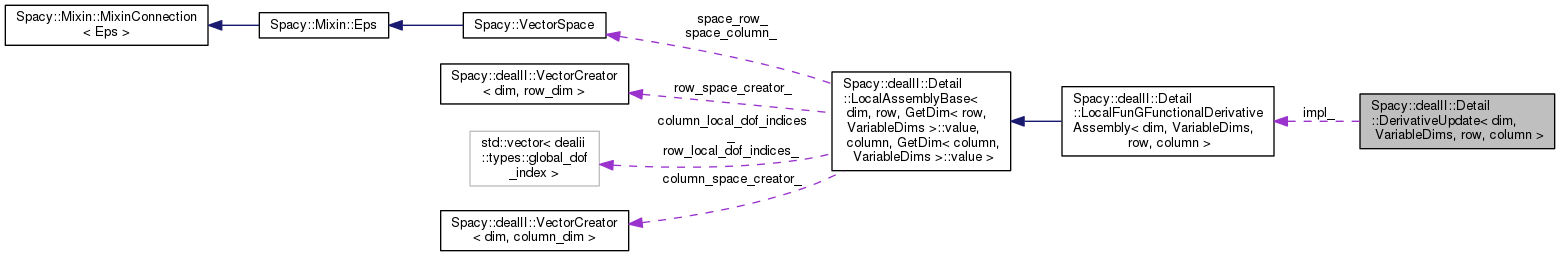 Spacy::Mixin::MixinConnection
< Eps >
Spacy::Mixin::Eps
Spacy::VectorSpace
space_row_
space_column_
Spacy::dealII::VectorCreator
< dim, row_dim >
row_space_creator_
column_local_dof_indices
_
row_local_dof_indices_
std::vector< dealii
::types::global_dof
_index >
column_space_creator_
Spacy::dealII::VectorCreator
< dim, column_dim >
Spacy::dealII::Detail
::LocalAssemblyBase<
dim, row, GetDim< row,
VariableDims >::value,
column, GetDim< column,
VariableDims >::value >
Spacy::dealII::Detail
::LocalFunGFunctionalDerivative
Assembly< dim, VariableDims,
row, column >
impl_
Spacy::dealII::Detail
::DerivativeUpdate< dim,
VariableDims, row, column >